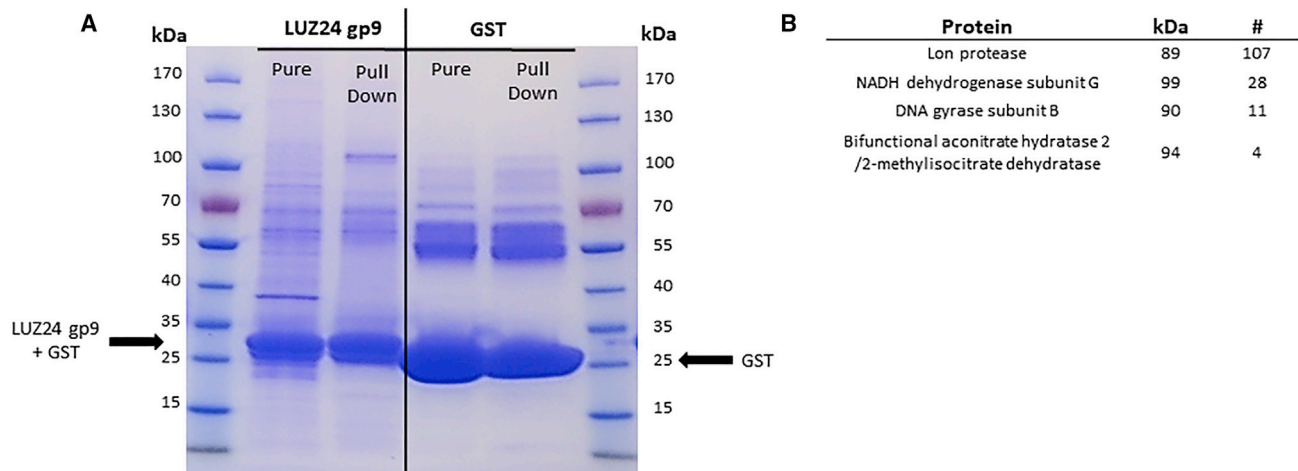 A
LUZ24 gp9
GST
kDa
kDa
Pure
Pull
Down
Pure
Pull
Down
170
130
100
70
55
40
35
25
15
170
130
100
70
55
40
35
25
15
LUZ24 gp9
+ GST
GST
B
Protein kDa #
Lon protease 89 107
NADH dehydrogenase subunit G 99 28
DNA gyrase subunit B 90 11
Bifunctional aconitrate hydratase 2
/2-methylisocitrate dehydratase 94 4